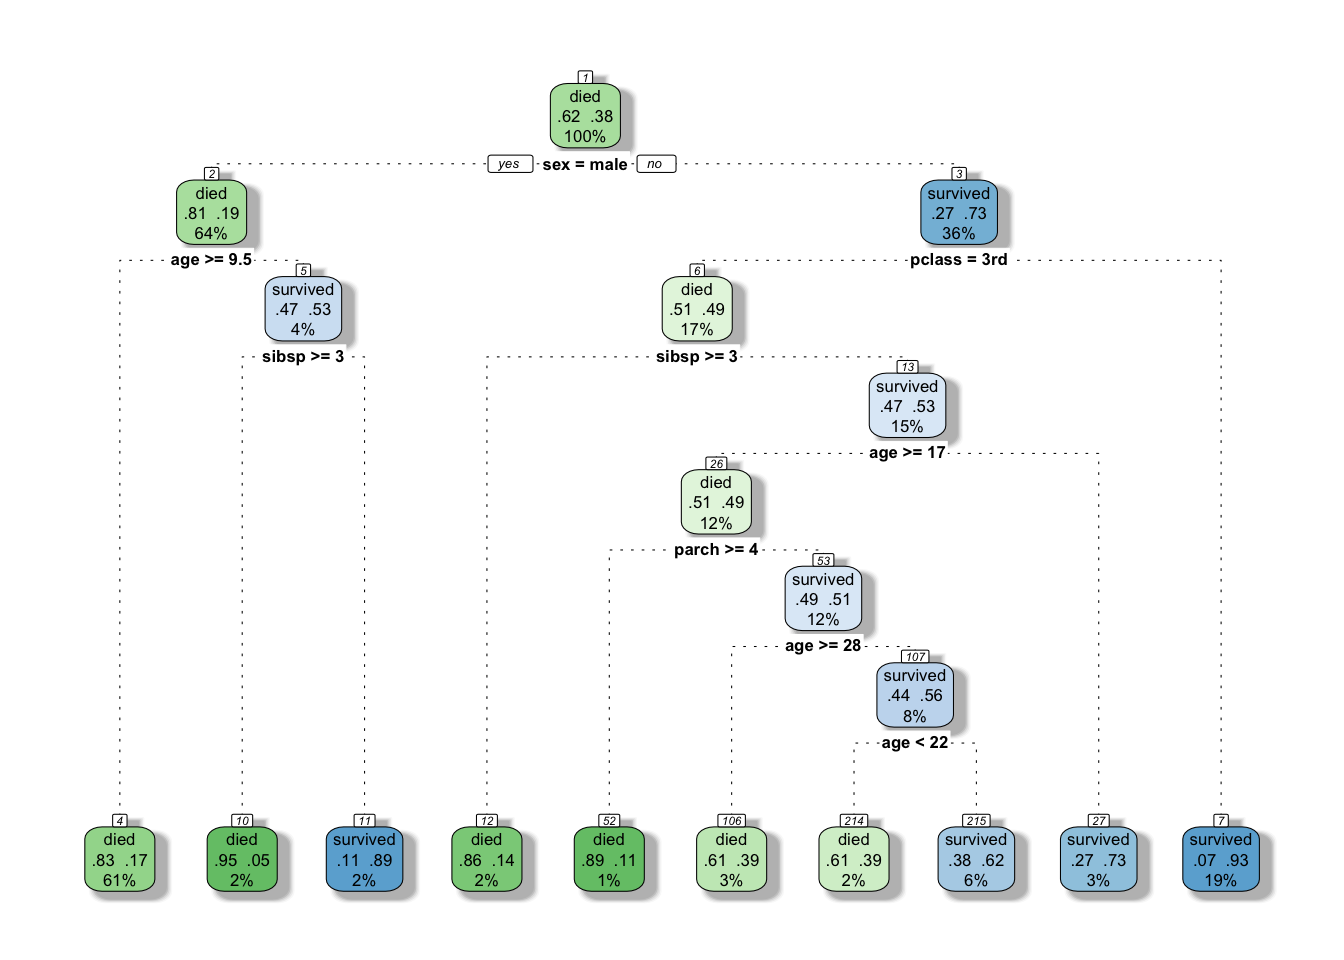 1
died
.62 .38
100%
yes sex = male no
2
died
.81 .19
64%
3
survived
.27 .73
36%
age >= 9.5
pclass = 3rd
5
survived
.47 .53
4%
6
died
.51 .49
17%
sibsp >= 3
sibsp >= 3
13
survived
.47 .53
15%
age >= 17
26
died
.51 .49
12%
parch >= 4
53
survived
.49 .51
12%
age >= 28
107
survived
.44 .56
8%
age < 22
4
died
.83 .17
61%
10
died
.95 .05
2%
11
survived
.11 .89
2%
12
died
.86 .14
2%
52
died
.89 .11
1%
106
died
.61 .39
3%
214
died
.61 .39
2%
215
survived
.38 .62
6%
27
survived
.27 .73
3%
7
survived
.07 .93
19%